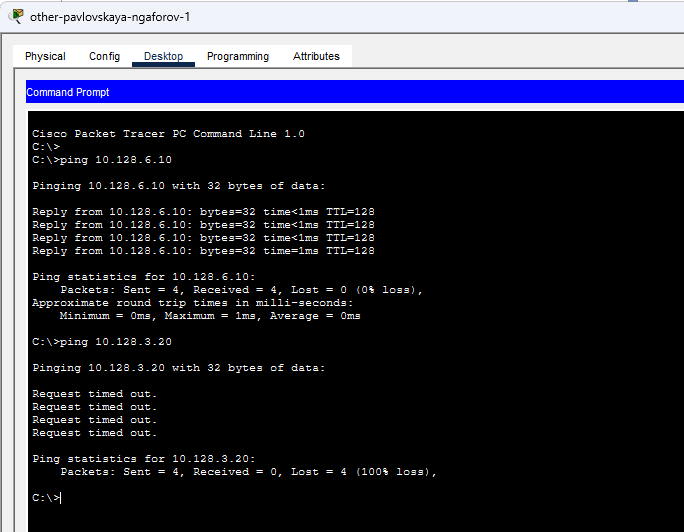 other-pavlovskaya-ngaforov-1
Physical Config Desktop Programming Attributes
Command Prompt
Cisco Packet Tracer PC Command Line 1.0
C:\>
C:\>ping 10.128.6.10
Pinging 10.128.6.10 with 32 bytes of data:
Reply from 10.128.6.10: bytes=32 time<1ms TTL=128
Reply from 10.128.6.10: bytes=32 time<1ms TTL=128
Reply from 10.128.6.10: bytes=32 time<1ms TTL=128
Reply from 10.128.6.10: bytes=32 time=1ms TTL=128
Ping statistics for 10.128.6.10:
Packets: Sent = 4, Received = 4, Lost = 0 (0% loss),
Approximate round trip times in milli-seconds:
Minimum = 0ms, Maximum = 1ms, Average = 0ms
C:\>ping 10.128.3.20
Pinging 10.128.3.20 with 32 bytes of data:
Request timed out.
Request timed out.
Request timed out.
Request timed out.
Ping statistics for 10.128.3.20:
Packets: Sent = 4, Received = 0, Lost = 4 (100% loss),
C:\>